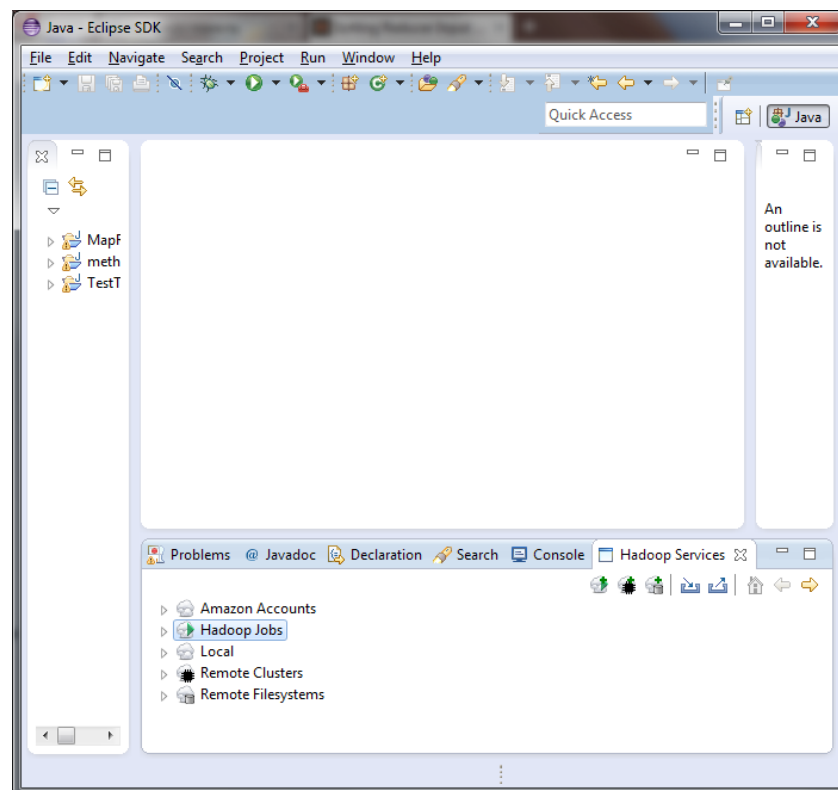 Java - Eclipse SDK
File Edit Navigate Search Project Run Window Help
Quick Access
Java
MapF
meth
TestT
An
outline is
not
available.
Problems @ Javadoc Declaration Search Console Hadoop Services
Amazon Accounts
Hadoop Jobs
Local
Remote Clusters
Remote Filesystems